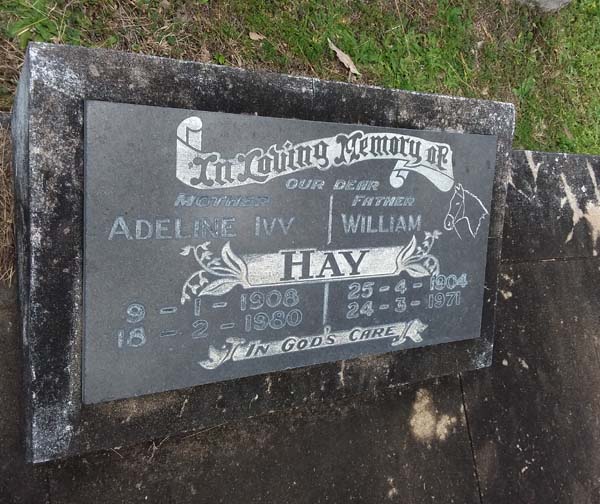 In Loving Memory of
OUR DEAR
MOTHER FATHER
ADELINE IVY WILLIAM
HAY
9 - 1 - 1908 25 - 4 - 1904
18 - 2 - 1980 24 - 3 - 1971
IN GOD'S CARE